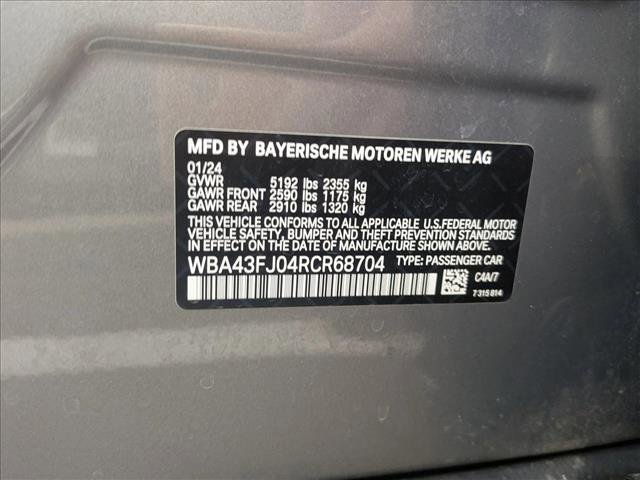 MFD BY BAYERISCHE MOTOREN WERKE AG
01/24
GVWR 5192 lbs 2355 kg
GAWR FRONT 2590 lbs 1175 kg
GAWR REAR 2910 lbs 1320 kg
THIS VEHICLE CONFORMS TO ALL APPLICABLE U.S.FEDERAL MOTOR
VEHICLE SAFETY, BUMPER AND THEFT
IN EFFECT ON THE DATE OF MANUFACTURE SHOWN ABOVE.
WBA43FJ04RCR68704 TYPE: PASSENGER CAR
C4A/7
7 315 814